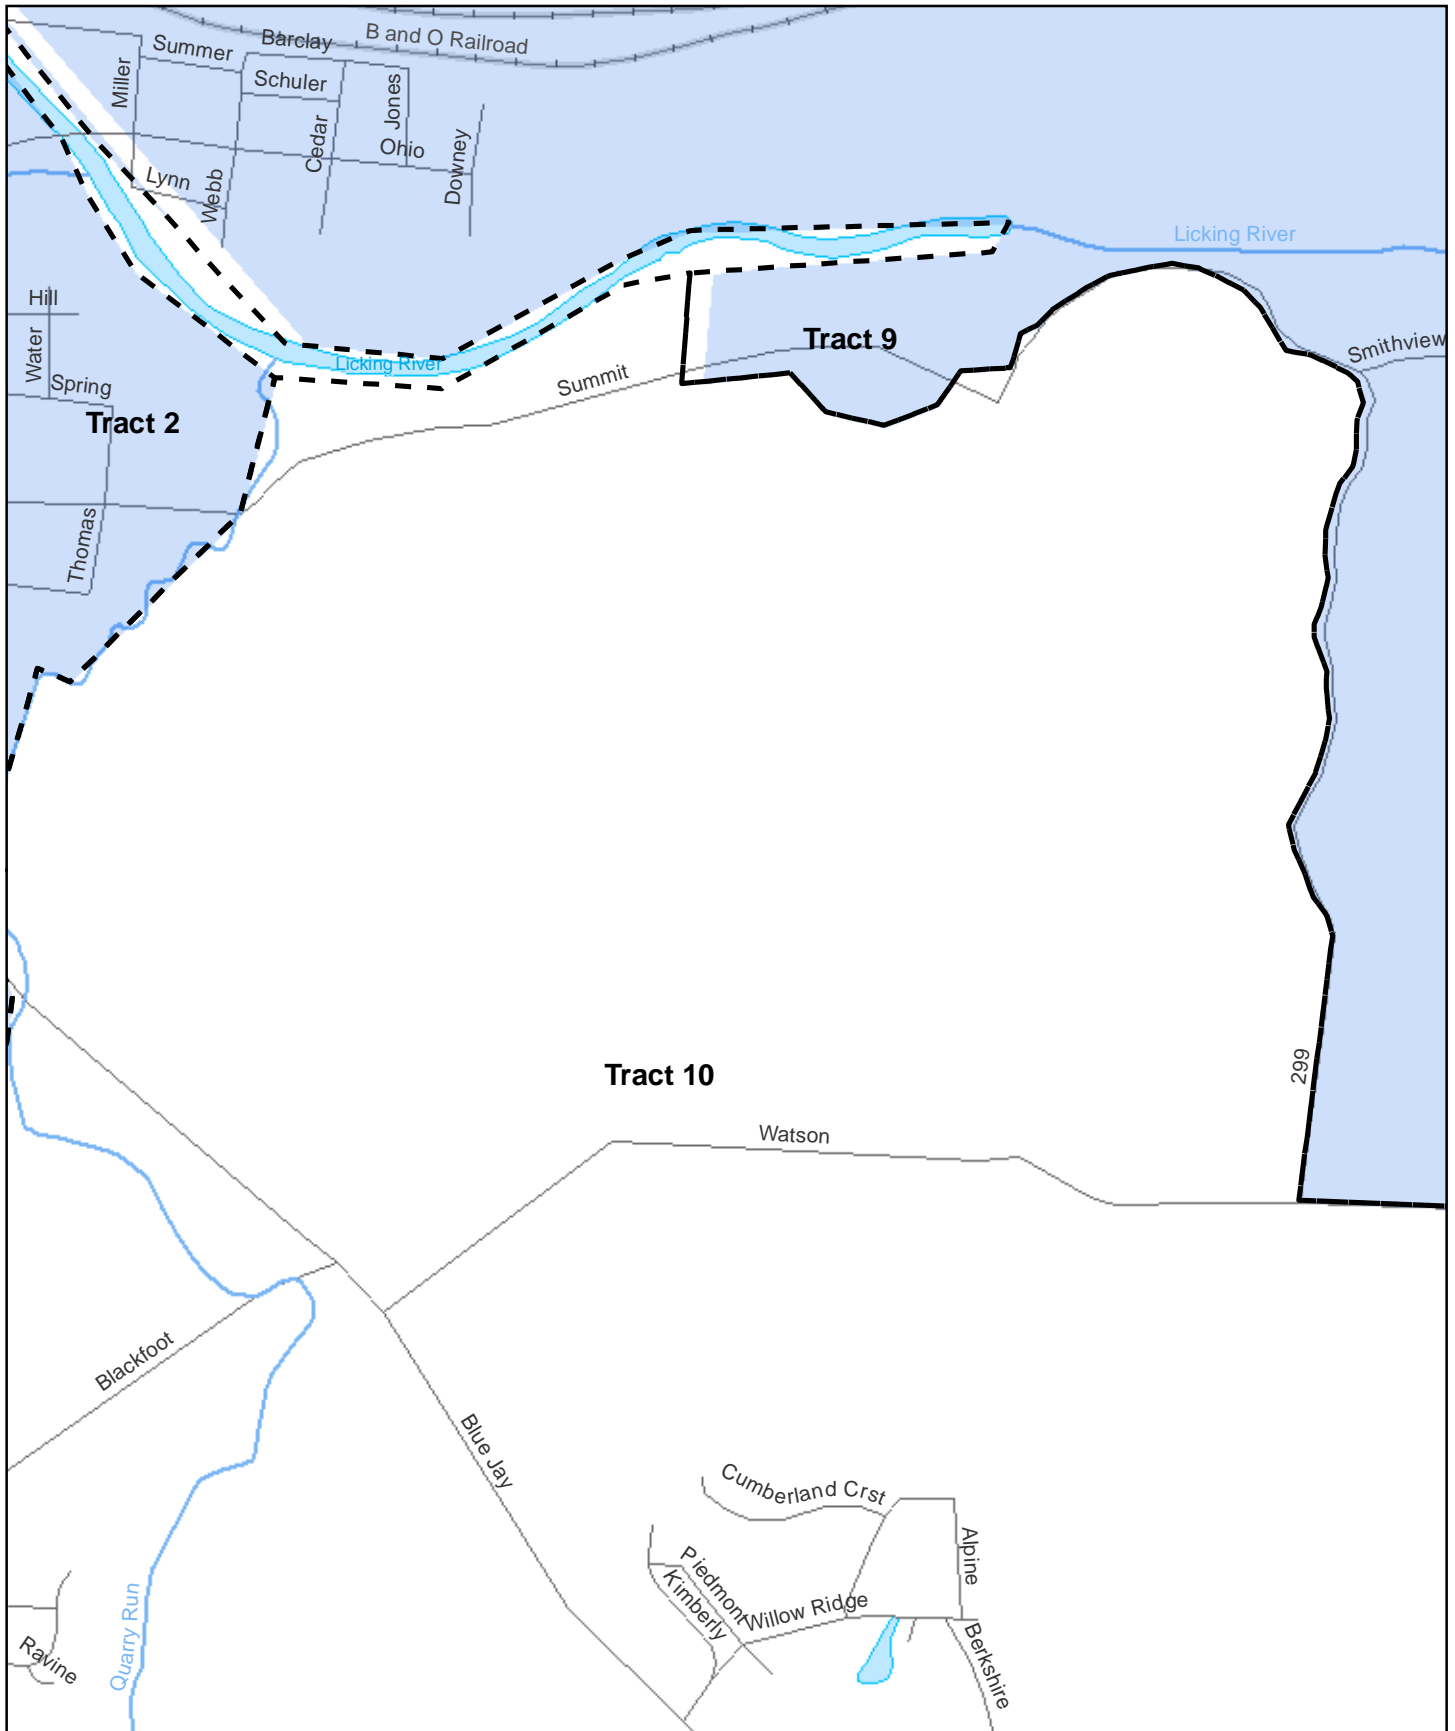 B and O Railroad
Summer
Barclay
Miller
Schuler
Jones
Cedar
Ohio
Downey
Lynn
Webb
Licking River
Hill
Water
Spring
Tract 2
Thomas
Licking River
Summit
Tract 9
Smithview
Tract 10
299
Watson
Blackfoot
Blue Jay
Cumberland Crst
Alpine
Piedmont
Kimberly
Willow Ridge
Berkshire
Quarry Run
Ravine